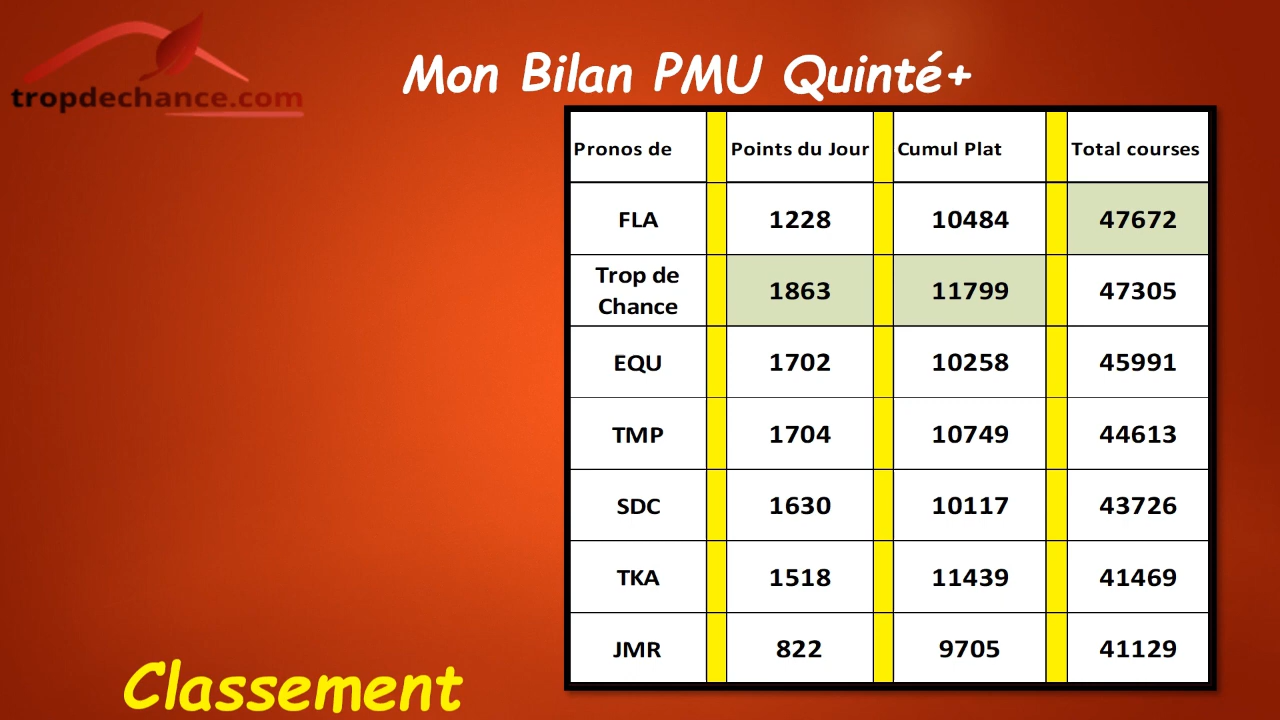 tropdechance.com
Mon Bilan PMU Quinté+
Pronos de Points du Jour Cumul Plat Total courses
FLA 1228 10484 47672
Trop de
Chance 1863 11799 47305
EQU 1702 10258 45991
TMP 1704 10749 44613
SDC 1630 10117 43726
TKA 1518 11439 41469
JMR 822 9705 41129
Classement